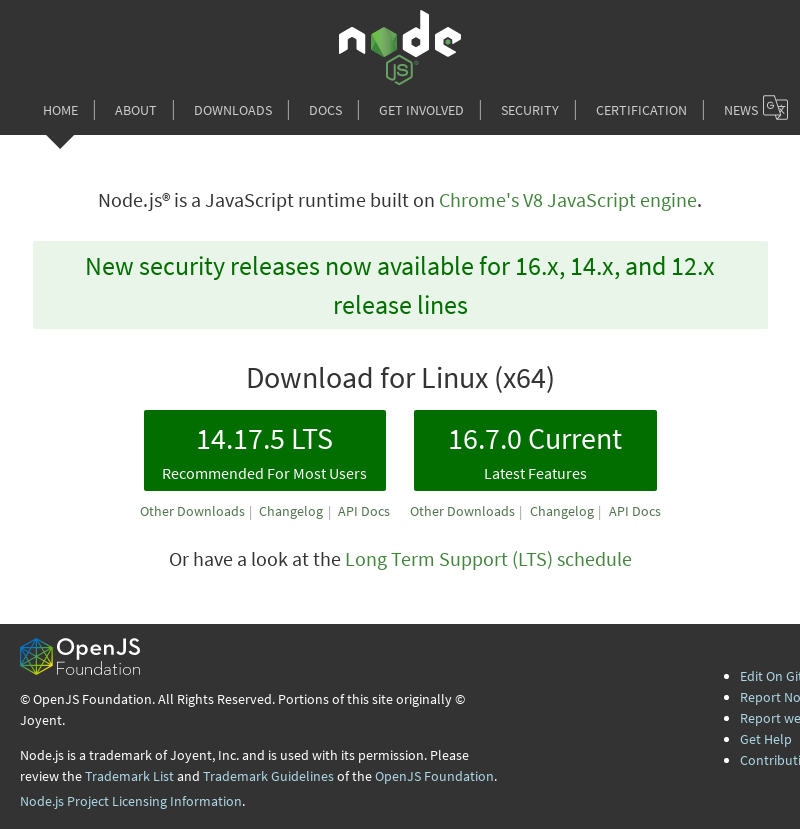 node
JS
HOME
ABOUT
DOWNLOADS
DOCS
GET INVOLVED
SECURITY
CERTIFICATION
NEWS
Node.js® is a JavaScript runtime built on Chrome's V8 JavaScript engine.
New security releases now available for 16.x, 14.x, and 12.x
release lines
Download for Linux (x64)
14.17.5 LTS
Recommended For Most Users
16.7.0 Current
Latest Features
Other Downloads | Changelog | API Docs
Other Downloads | Changelog | API Docs
Or have a look at the Long Term Support (LTS) schedule
OpenJS
Foundation
© OpenJS Foundation. All Rights Reserved. Portions of this site originally ©
Joyent.
Node.js is a trademark of Joyent, Inc. and is used with its permission. Please
review the Trademark List and Trademark Guidelines of the OpenJS Foundation.
Node.js Project Licensing Information.
Edit On Git
Report No
Report we
Get Help
Contributi